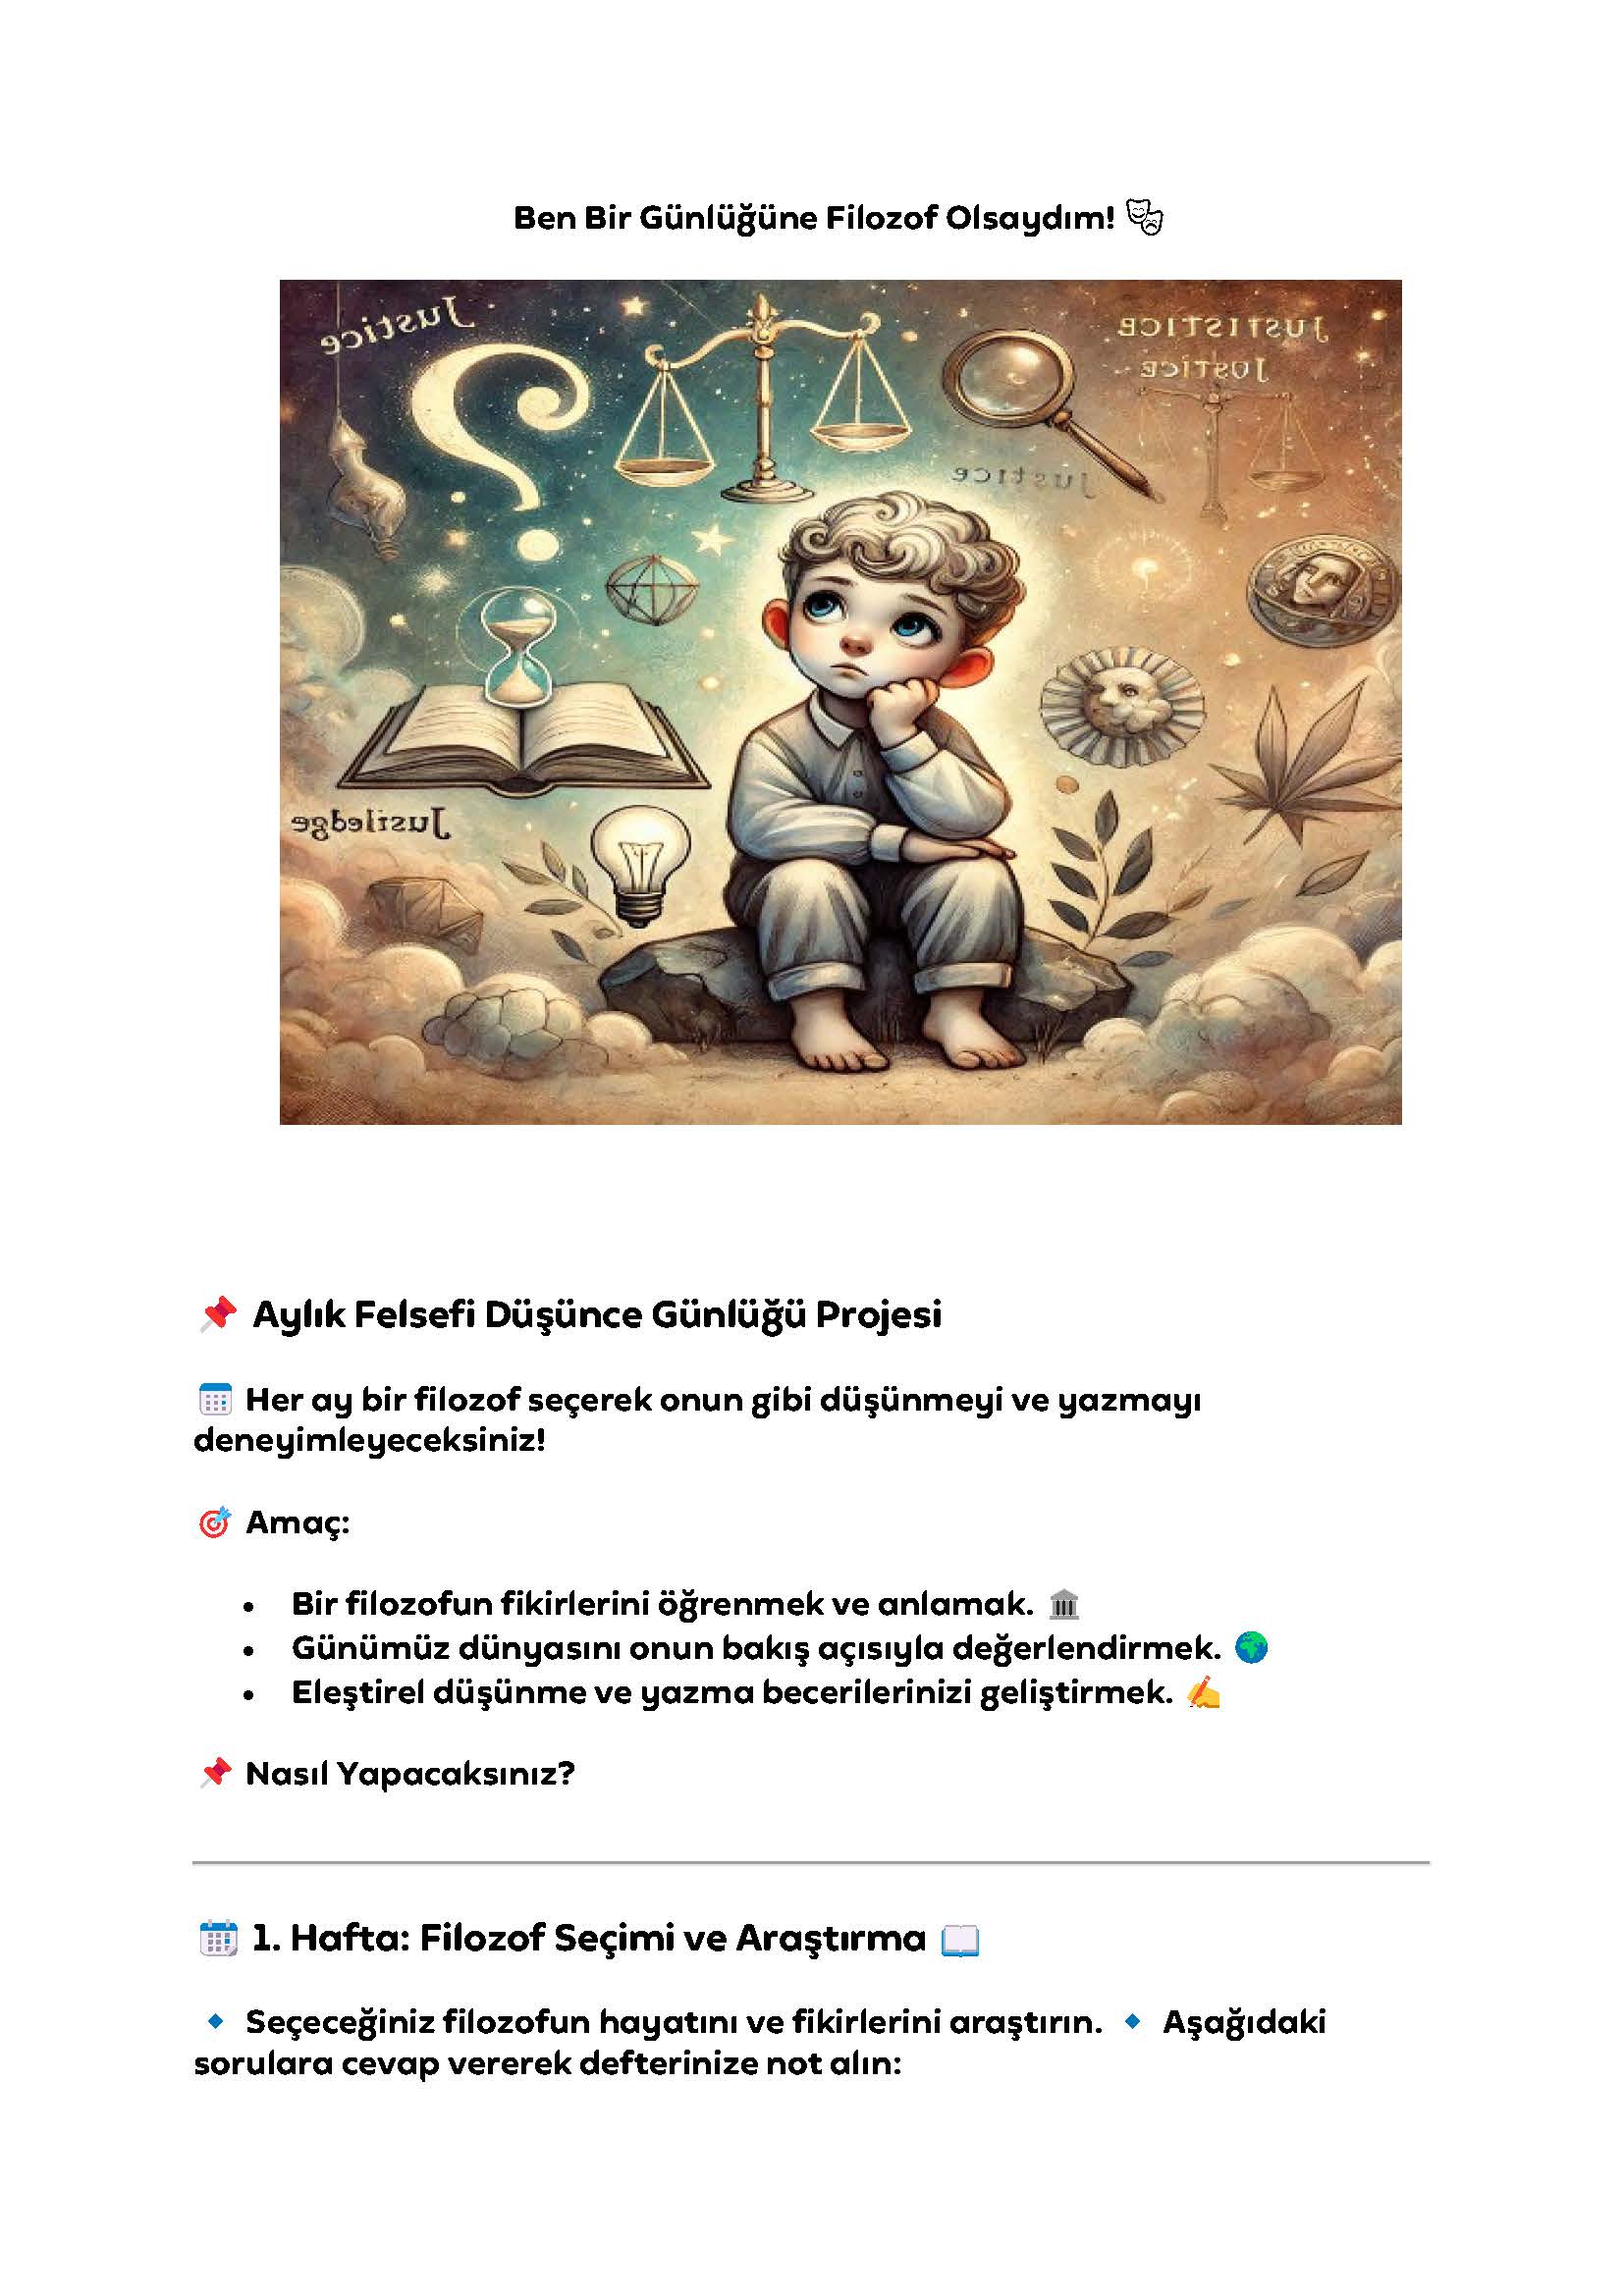 Ben Bir Günlüğüne Filozof Olsaydım! 🎭
Justice
Justistice
Justice
Justice
Jusiledge
📌 Aylık Felsefi Düşünce Günlüğü Projesi
📅 Her ay bir filozof seçerek onun gibi düşünmeyi ve yazmayı
deneyimleyeceksiniz!
🎯 Amaç:
• Bir filozofun fikirlerini öğrenmek ve anlamak. 🏛
• Günümüz dünyasını onun bakış açısıyla değerlendirmek. 🌍
• Eleştirel düşünme ve yazma becerilerinizi geliştirmek. ✍
📌 Nasıl Yapacaksınız?
📅 1. Hafta: Filozof Seçimi ve Araştırma 📖
🔹 Seçeceğiniz filozofun hayatını ve fikirlerini araştırın. 🔹 Aşağıdaki
sorulara cevap vererek defterinize not alın: